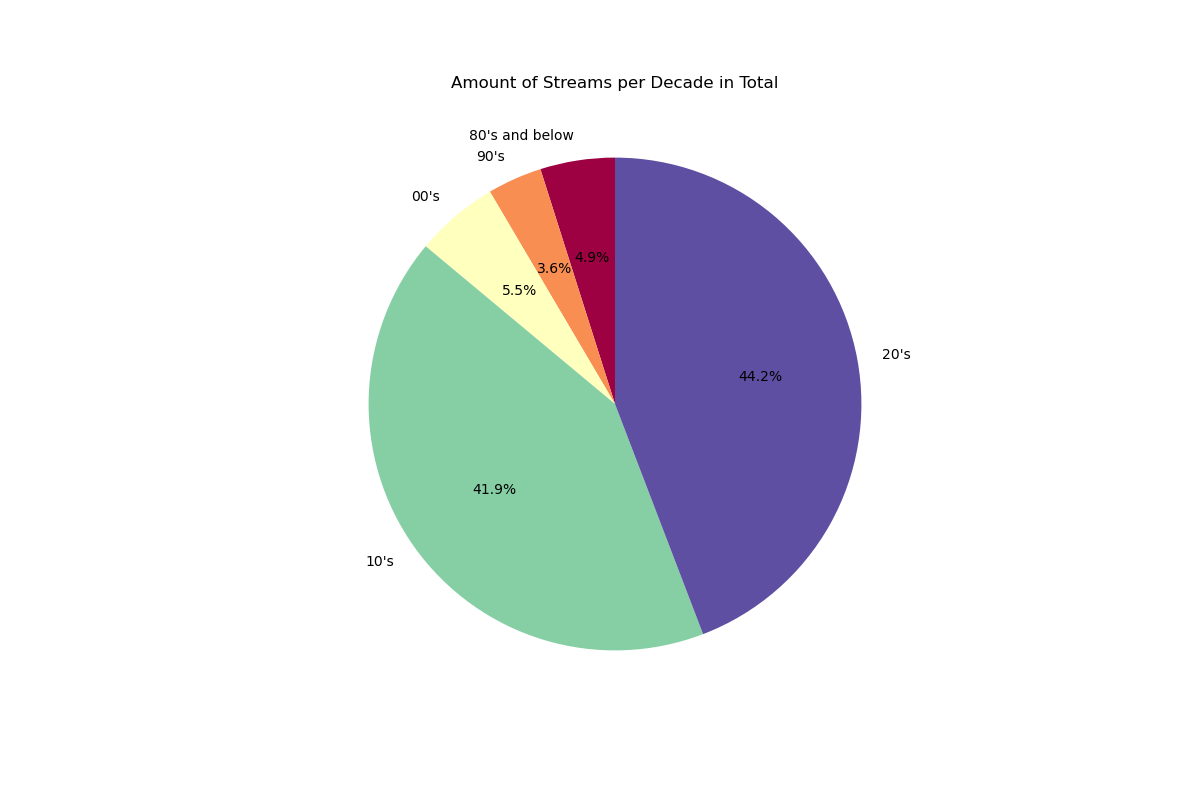 Amount of Streams per Decade in Total
80's and below
90's
00's
4.9%
3.6%
5.5%
20's
44.2%
41.9%
10's